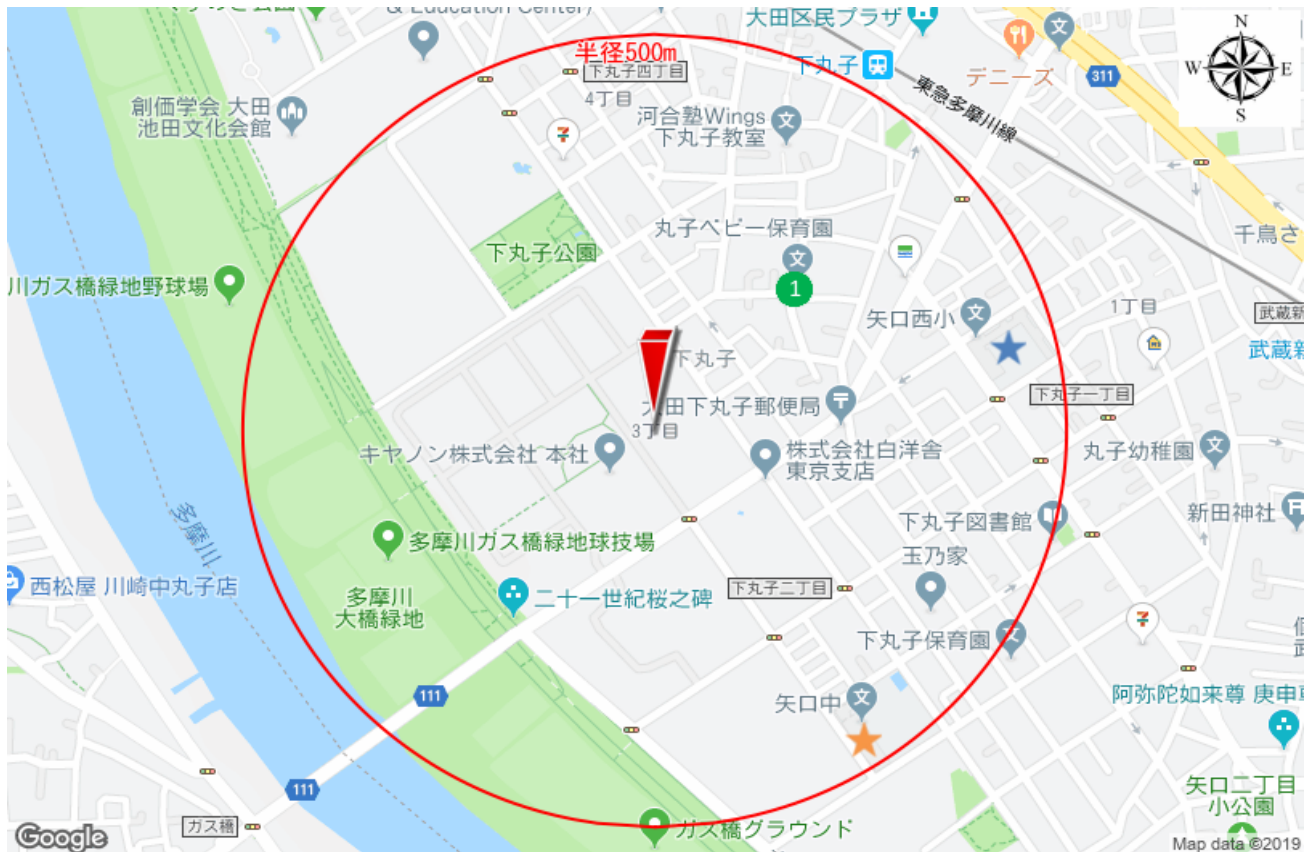 & Education Center)
大田区民プラザ
N
W
E
S
半径500m
下丸子四丁目
下丸子
デニーズ
311
4丁目
東急多摩川線
創価学会 大田
池田文化会館
河合塾Wings
下丸子教室
丸子ベビー保育園
下丸子公園
千鳥さ
川ガス橋緑地野球場
1
矢口西小
1丁目
武蔵新
武蔵新
下丸子
下丸子一丁目
大田下丸子郵便局
3丁目
キヤノン株式会社 本社
株式会社白洋舎
東京支店
丸子幼稚園
多摩川
下丸子図書館
新田神社
多摩川ガス橋緑地球技場
玉乃家
西松屋 川崎中丸子店
多摩川
大橋緑地
二十一世紀桜之碑
下丸子二丁目
下丸子保育園
111
矢口中
阿弥陀如来尊 庚申
111
矢口二丁目
小公園
ガス橋
ガス橋グラウンド
Google
Map data ©2019